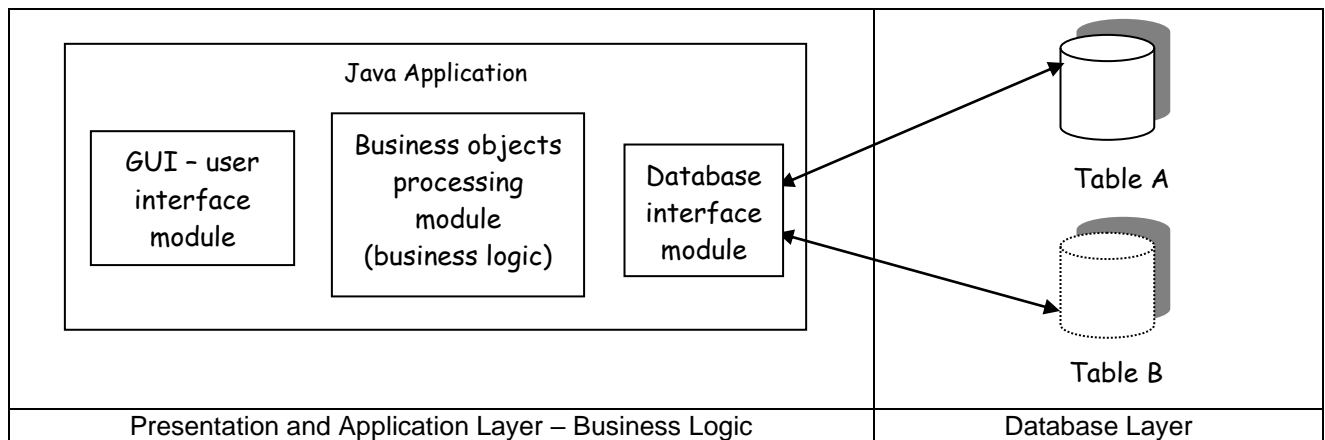 Java Application
GUI – user
interface
module
Business objects
processing
module
(business logic)
Database
interface
module
Table A
Table B
Presentation and Application Layer – Business Logic
Database Layer